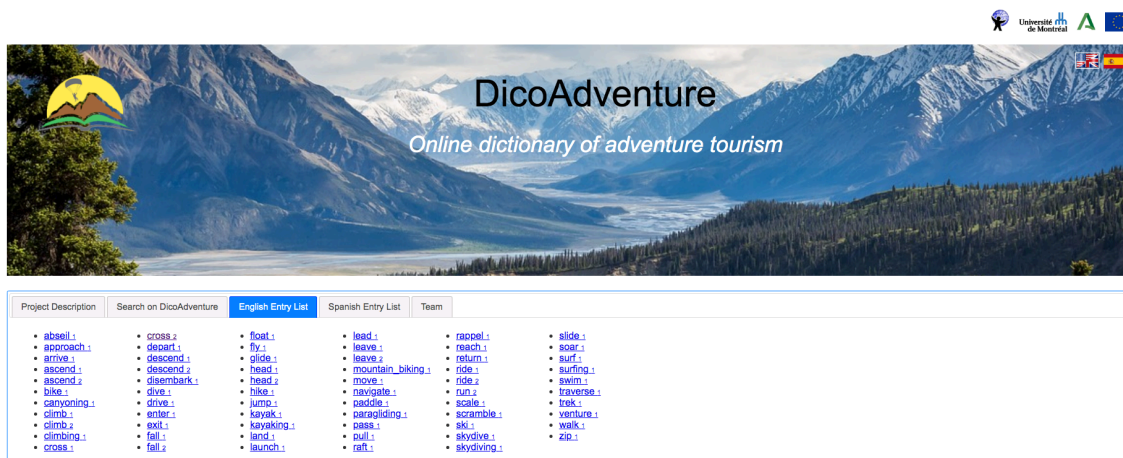 Université de Montréal
DicoAdventure
Online dictionary of adventure tourism
Project Description Search on DicoAdventure English Entry List Spanish Entry List Team
abseil 1
approach 1
arrive 1
ascend 1
ascend 2
bike 1
canyoning 1
climb 1
climb 2
climbing 1
cross 1
cross 2
depart 1
descend 1
descend 2
disembark 1
dive 1
drive 1
enter 1
exit 1
fall 1
fall 2
float 1
fly 1
glide 1
head 1
head 2
hike 1
jump 1
kayak 1
kayaking 1
land 1
launch 1
lead 1
leave 1
leave 2
mountain_biking 1
move 1
navigate 1
paddle 1
paragliding 1
pass 1
pull 1
raft 1
rappel 1
reach 1
return 1
ride 1
ride 2
run 2
scale 1
scramble 1
ski 1
skydive 1
skydiving 1
slide 1
soar 1
surf 1
surfing 1
swim 1
traverse 1
trek 1
venture 1
walk 1
zip 1